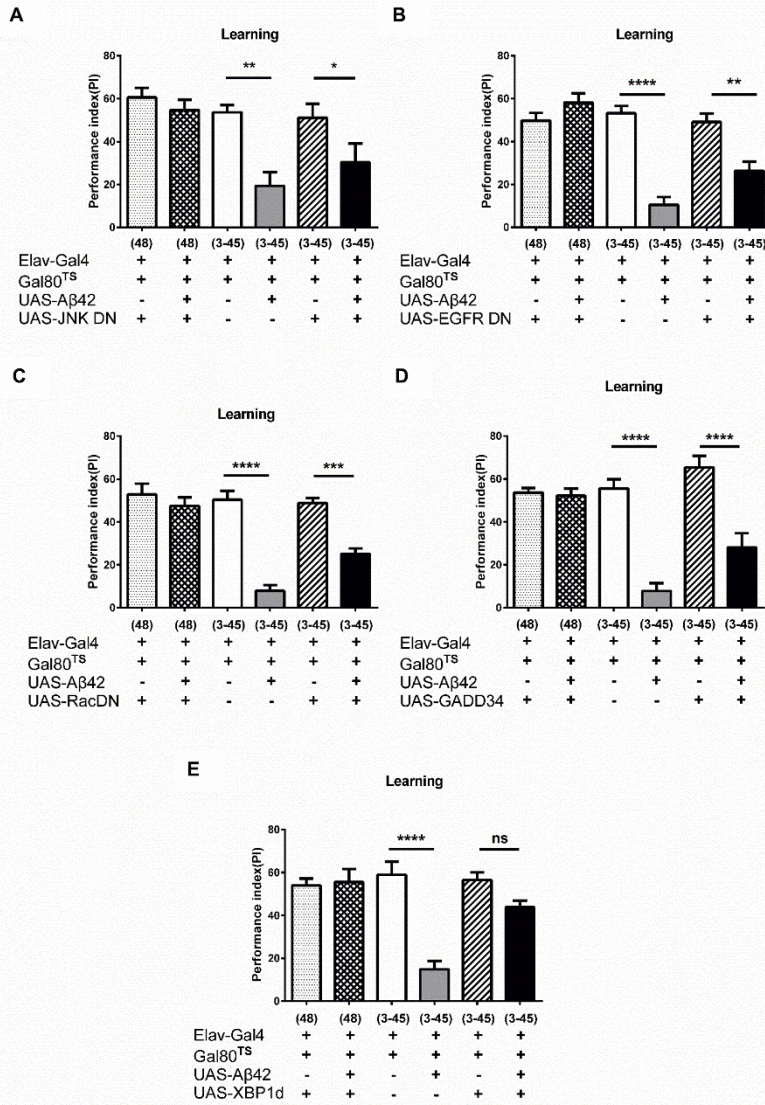 A
Learning
**
*
Performance index(PI)
80
60
40
20
0
(48) (48) (3-45) (3-45) (3-45) (3-45)
Elav-Gal4 + + + + + +
Gal80TS + + + + + +
UAS-Aβ42 - + - + - +
UAS-JNK DN + + - - + +
B
Learning
****
**
Performance index(PI)
80
60
40
20
0
(48) (48) (3-45) (3-45) (3-45) (3-45)
Elav-Gal4 + + + + + +
Gal80TS + + + + + +
UAS-Aβ42 - + - + - +
UAS-EGFR DN + + - - + +
C
Learning
****
***
Performance index(PI)
80
60
40
20
0
(48) (48) (3-45) (3-45) (3-45) (3-45)
Elav-Gal4 + + + + + +
Gal80TS + + + + + +
UAS-Aβ42 - + - + - +
UAS-RacDN + + - - + +
D
Learning
****
****
Performance index(PI)
80
60
40
20
0
(48) (48) (3-45) (3-45) (3-45) (3-45)
Elav-Gal4 + + + + + +
Gal80TS + + + + + +
UAS-Aβ42 - + - + - +
UAS-GADD34 + + - - + +
E
Learning
****
ns
Performance index(PI)
80
60
40
20
0
(48) (48) (3-45) (3-45) (3-45) (3-45)
Elav-Gal4 + + + + + +
Gal80TS + + + + + +
UAS-Aβ42 - + - + - +
UAS-XBP1d + + - - + +